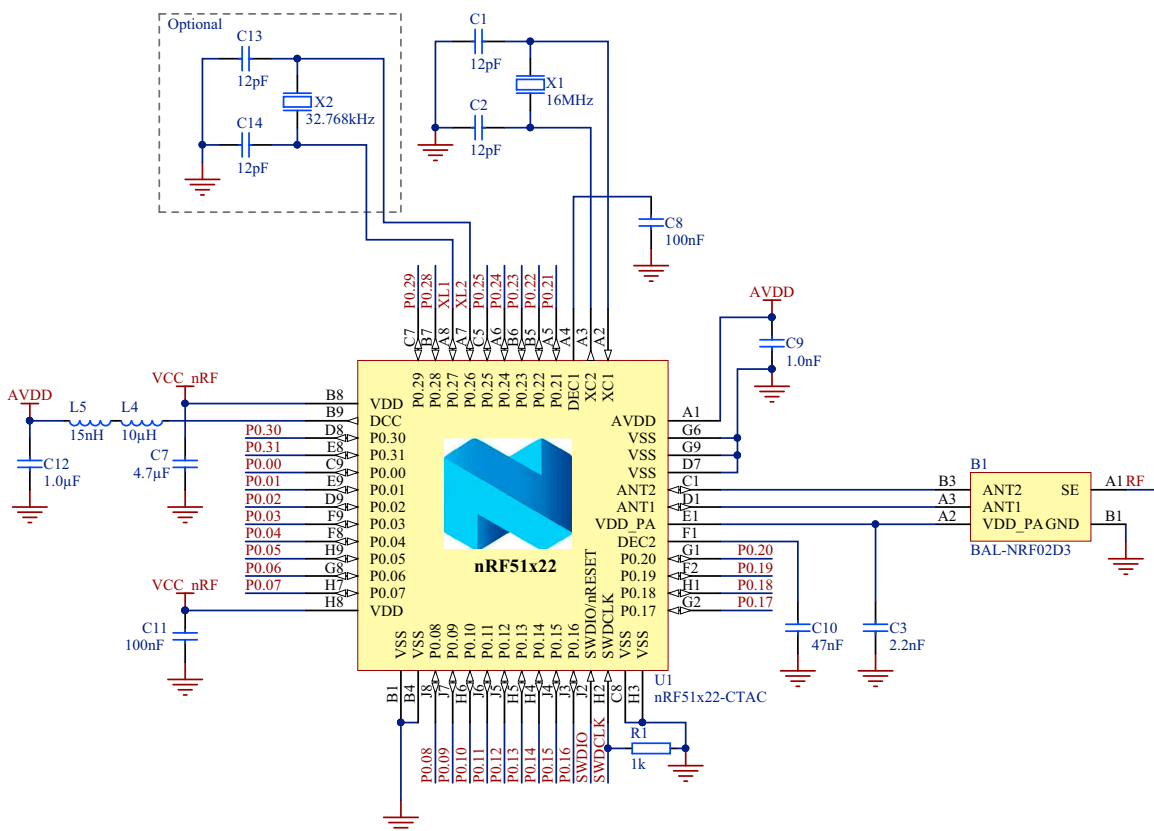 Optional
C13
12pF
X2
32.768kHz
C14
12pF
C1
12pF
X1
16MHz
C2
12pF
C8
100nF
P0.29
P0.28
XL1
XL2
P0.25
P0.24
P0.23
P0.22
P0.21
C7
B7
A8
A7
C5
A6
B6
B5
A5
A4
A3
A2
P0.29
P0.28
P0.27
P0.26
P0.25
P0.24
P0.23
P0.22
P0.21
DEC1
XC2
XC1
AVDD
C9
1.0nF
VCC_nRF
AVDD
L5
15nH
L4
10µH
C12
1.0µF
C7
4.7µF
B8 VDD
B9 DCC
P0.30 D8 P0.30
P0.31 E8 P0.31
P0.00 C9 P0.00
P0.01 E9 P0.01
P0.02 D9 P0.02
P0.03 F9 P0.03
P0.04 F8 P0.04
P0.05 H9 P0.05
P0.06 G8 P0.06
P0.07 H7 P0.07
H8 VDD
VCC_nRF
C11
100nF
nRF51x22
AVDD A1
VSS G6
VSS G9
VSS D7
ANT2 C1
ANT1 D1
VDD_PA E1
DEC2 F1
P0.20 G1 P0.20
P0.19 F2 P0.19
P0.18 H1 P0.18
P0.17 G2 P0.17
B1
B3 ANT2 SE A1 RF
A3 ANT1
A2 VDD_PA GND B1
BAL-NRF02D3
C10
47nF
C3
2.2nF
VSS
VSS
P0.08
P0.09
P0.10
P0.11
P0.12
P0.13
P0.14
P0.15
P0.16
SWDIO/nRESET
SWDCLK
VSS
VSS
U1
nRF51x22-CTAC
B1
B4
J8
J7
H6
J6
J5
H5
H4
J4
J3
J2
H2
C8
H3
P0.08
P0.09
P0.10
P0.11
P0.12
P0.13
P0.14
P0.15
P0.16
SWDIO
SWDCLK
R1
1k